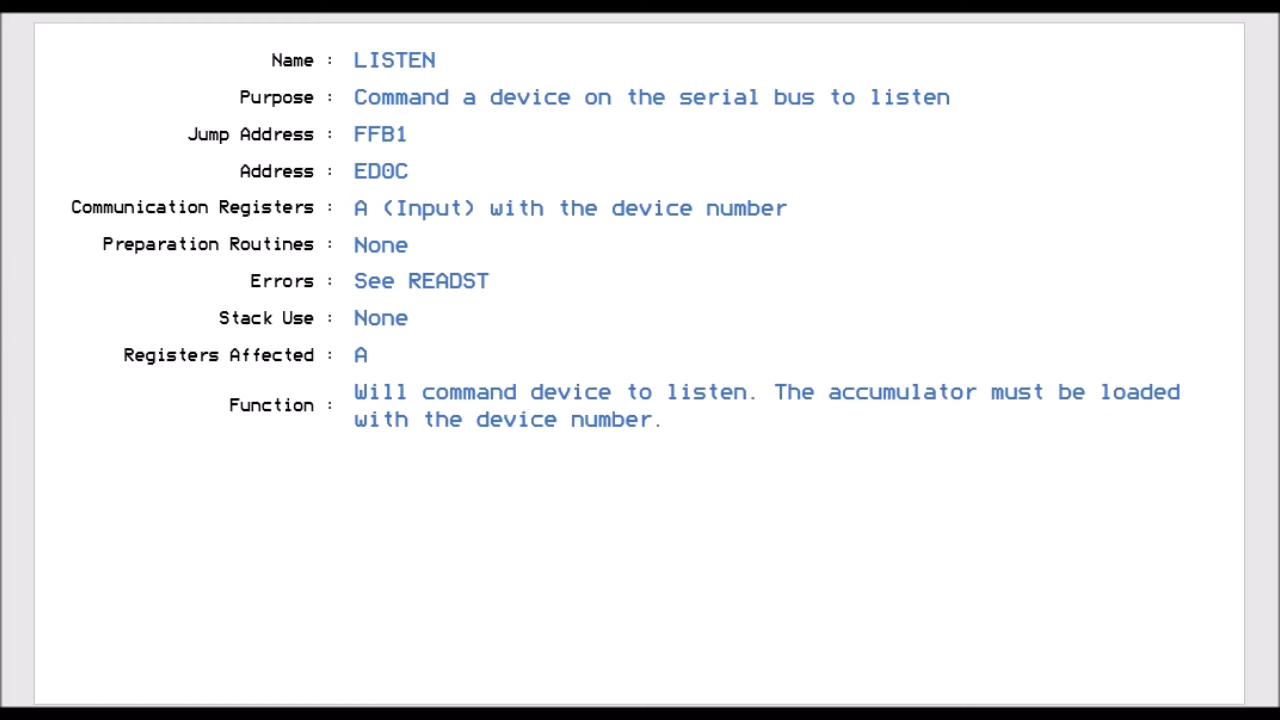 Name : LISTEN
Purpose : Command a device on the serial bus to listen
Jump Address : FFB1
Address : ED0C
Communication Registers : A (Input) with the device number
Preparation Routines : None
Errors : See READST
Stack Use : None
Registers Affected : A
Function : Will command device to listen. The accumulator must be loaded
with the device number.